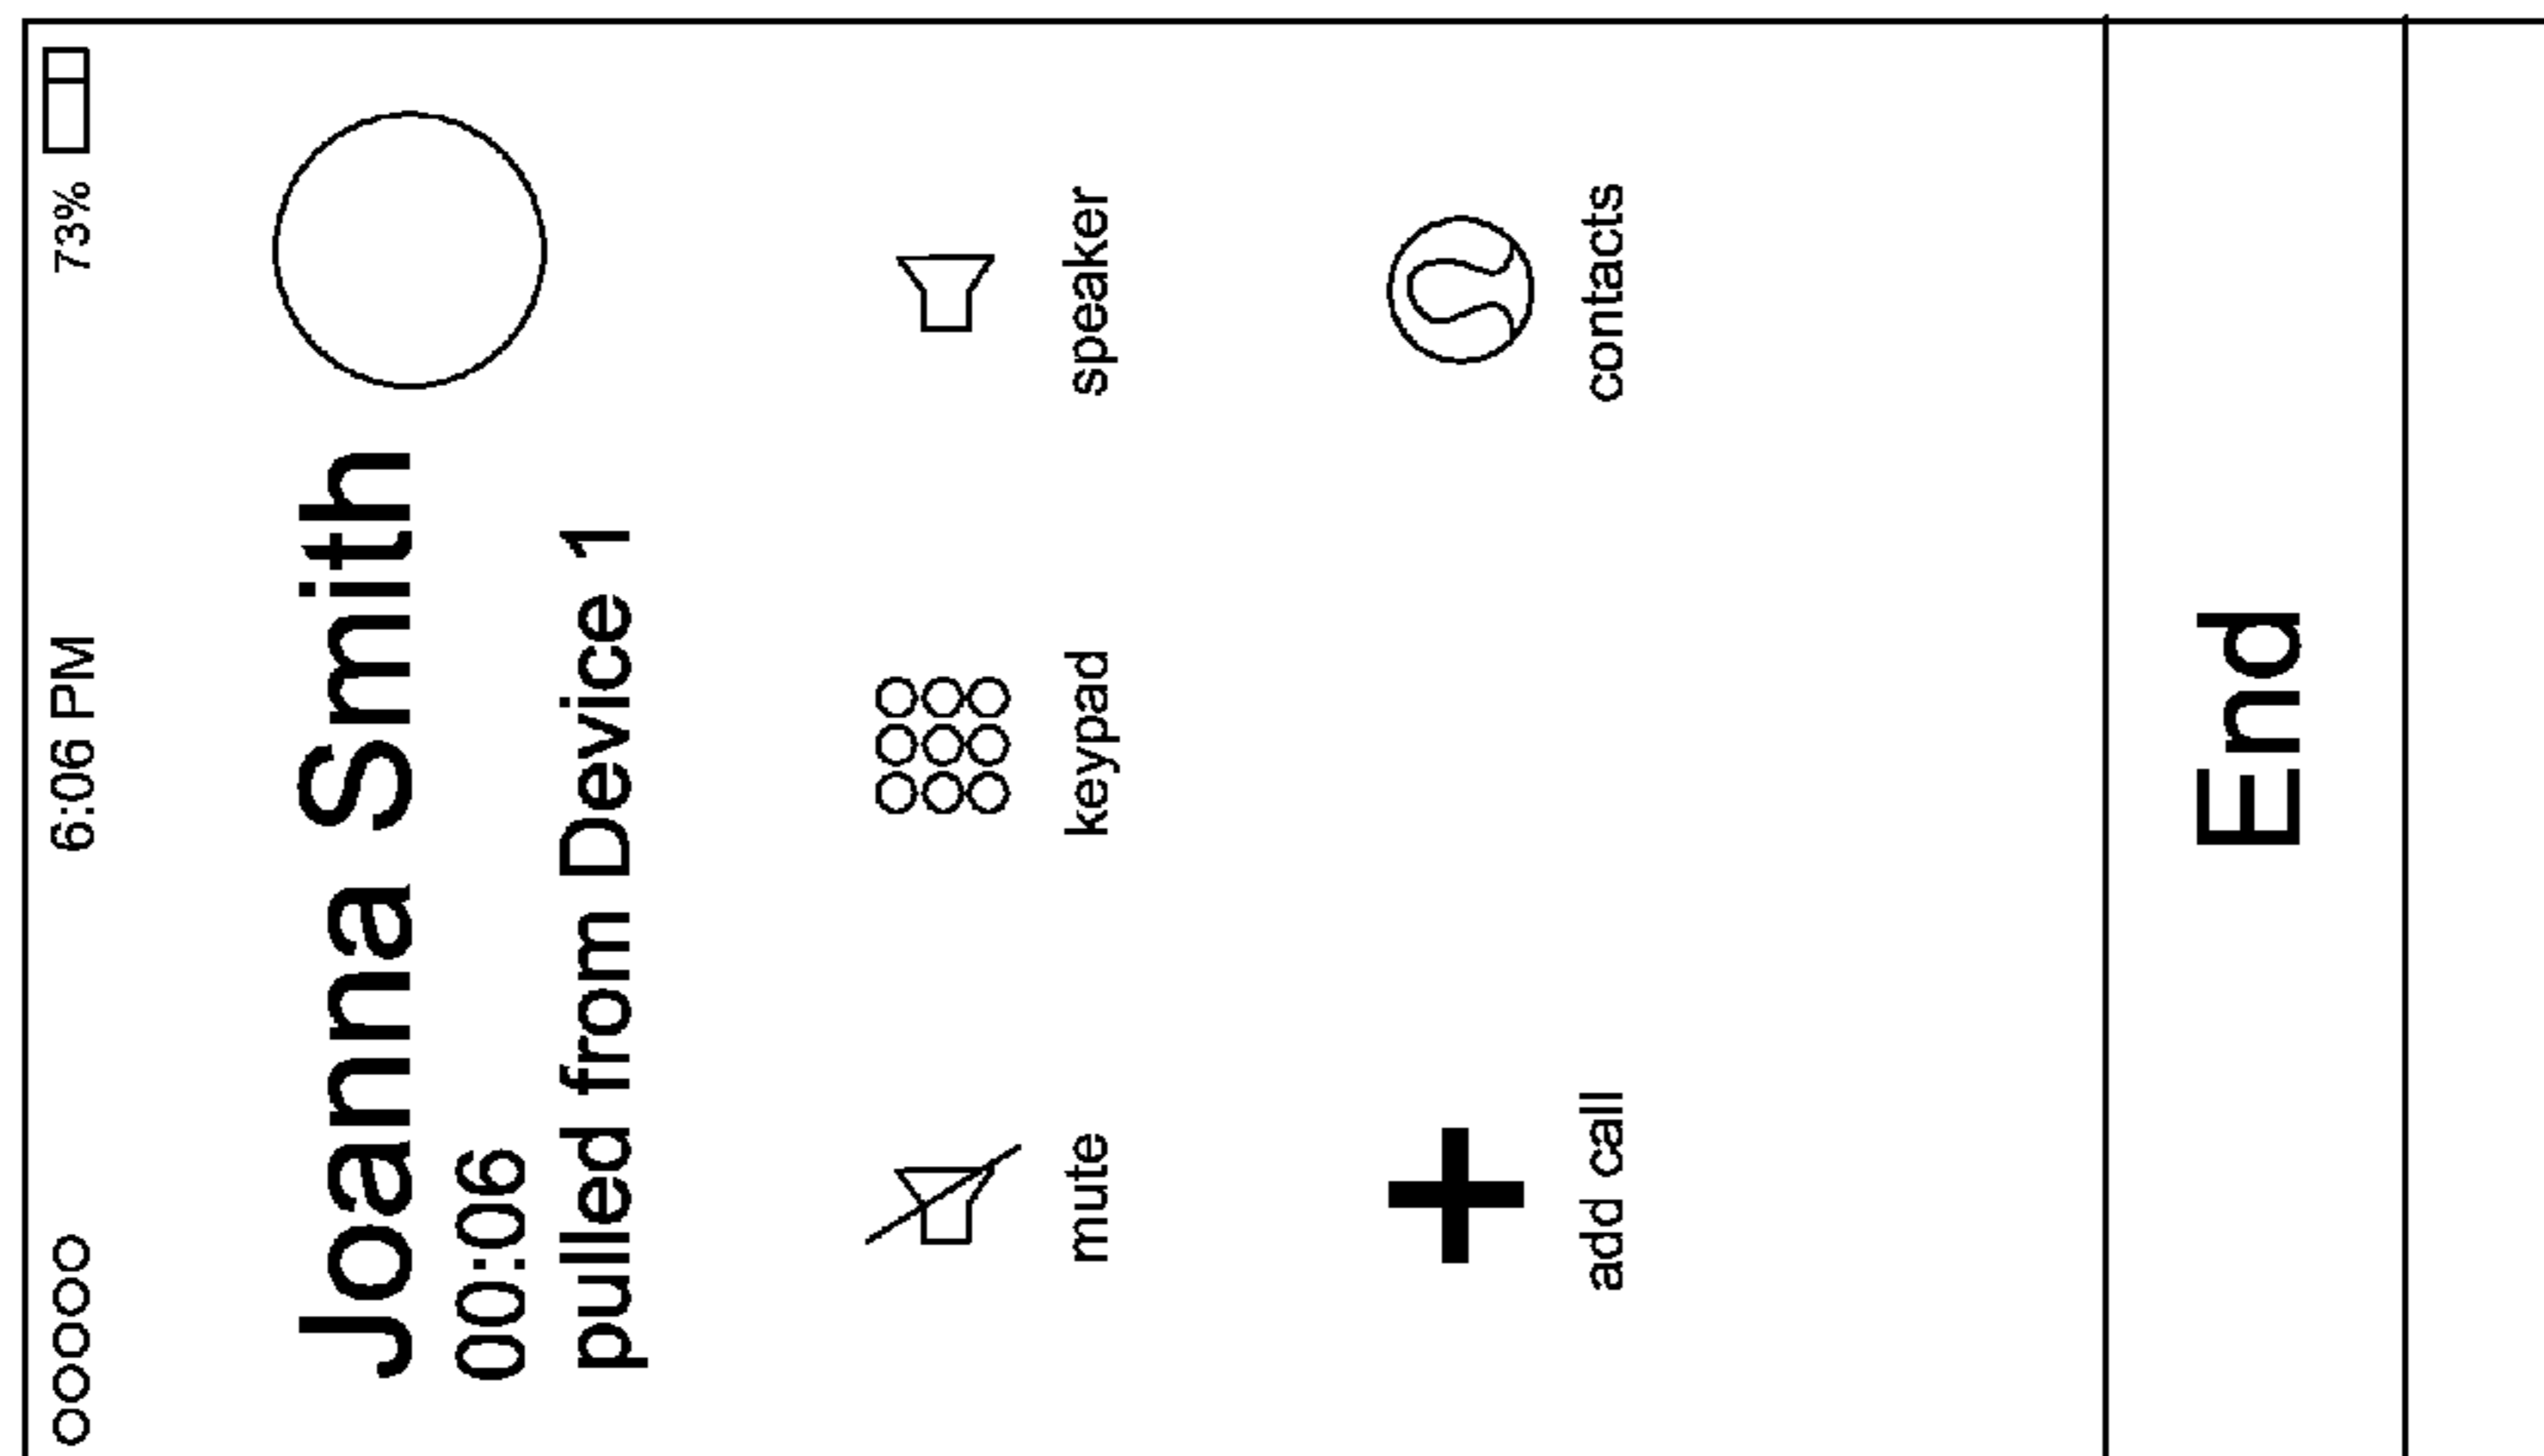 6:06 PM 73%
Joanna Smith
00:06
pulled from Device 1
mute keypad speaker
add call contacts
End